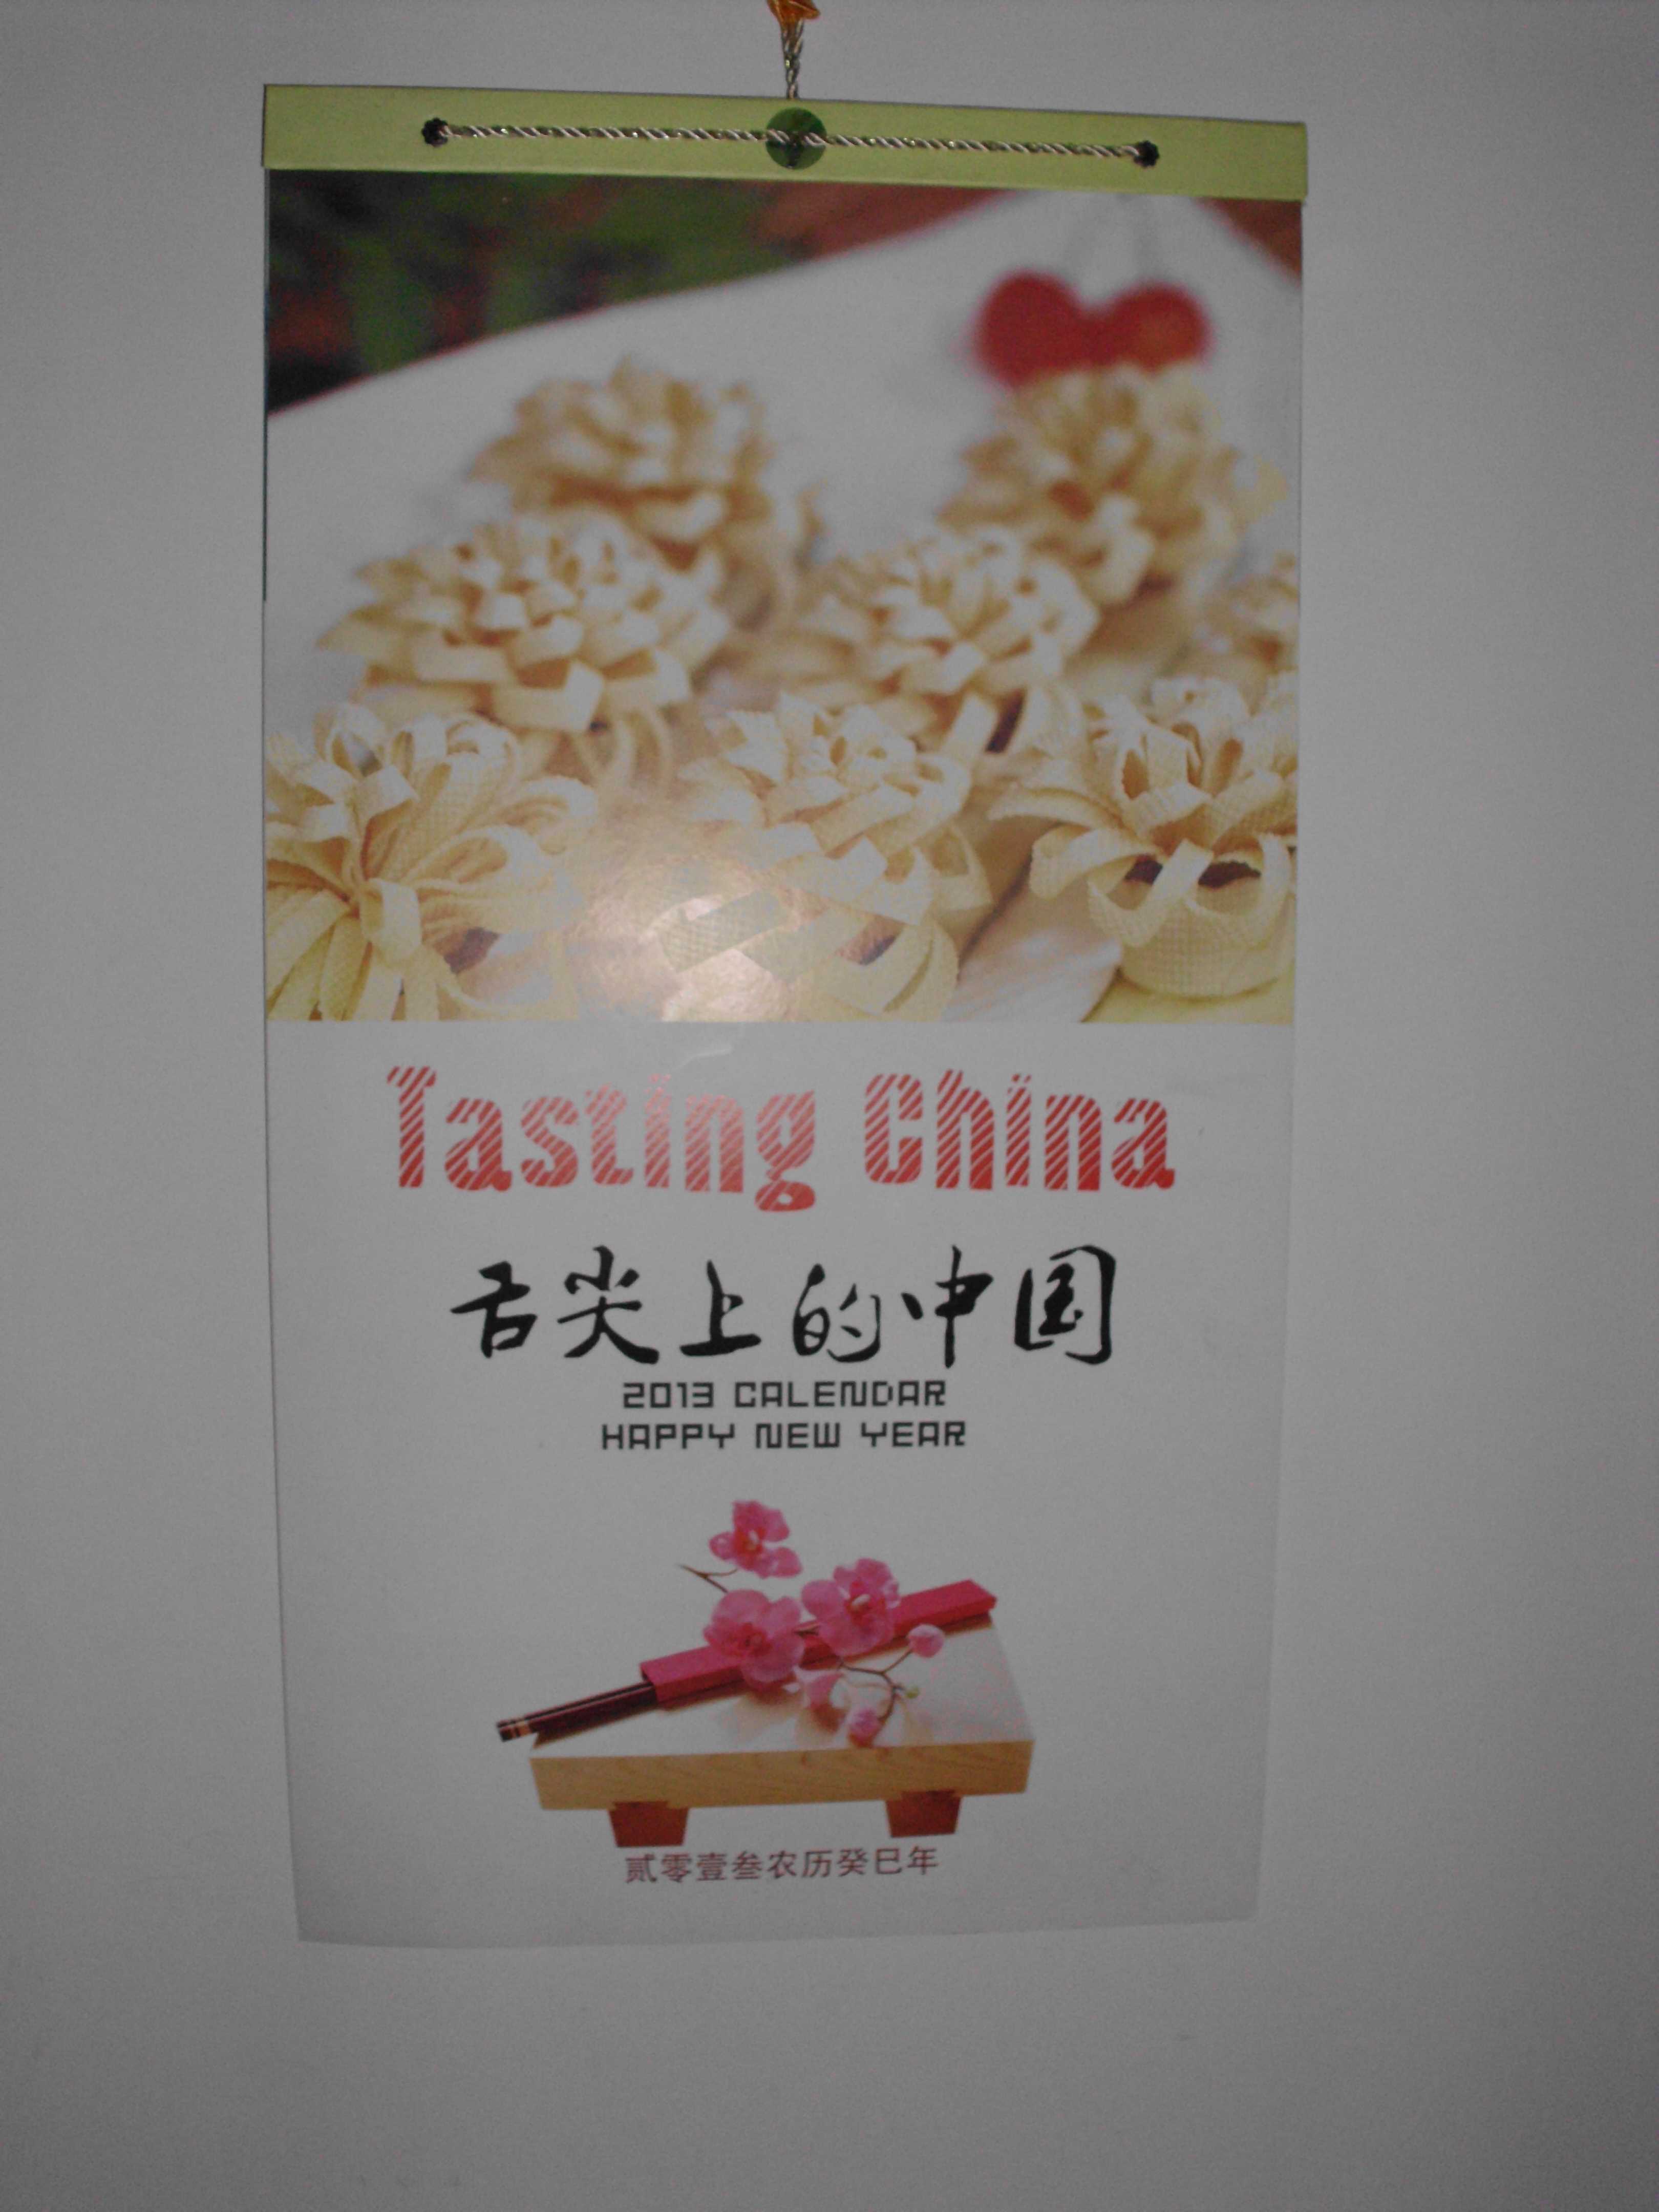 Tasting China
舌尖上的中国
2013 CALENDAR
HAPPY NEW YEAR
贰零壹叁农历癸巳年